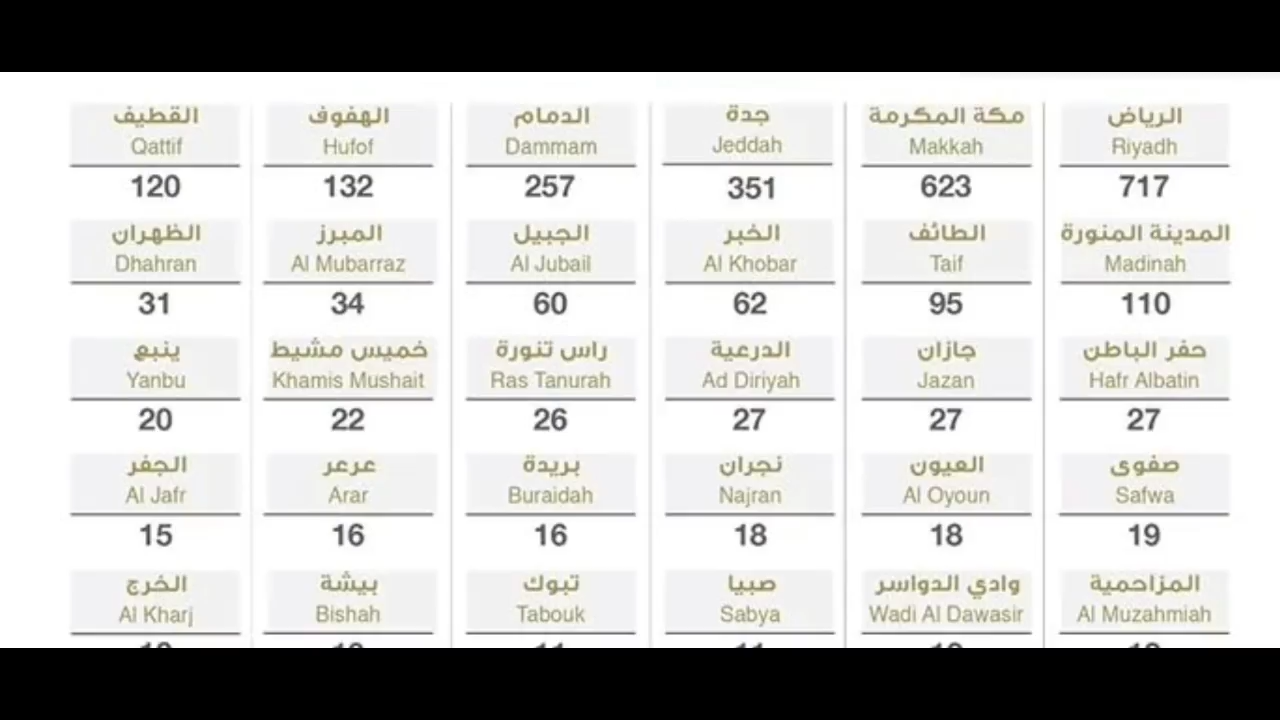 الرياض مكة المكرمة جدة الدمام الهفوف القطيف
Riyadh Makkah Jeddah Dammam Hufof Qattif
717 623 351 257 132 120
المدينة المنورة الطائف الخبر الجبيل المبرز الظهران
Madinah Taif Al Khobar Al Jubail Al Mubarraz Dhahran
110 95 62 60 34 31
حفر الباطن جازان الدرعية راس تنورة خميس مشيط ينبع
Hafr Albatin Jazan Ad Diriyah Ras Tanurah Khamis Mushait Yanbu
27 27 27 26 22 20
صفوى العيون نجران بريدة عرعر الجفر
Safwa Al Oyoun Najran Buraidah Arar Al Jafr
19 18 18 16 16 15
المزاحمية وادي الدواسر صبيا تبوك بيشة الخرج
Al Muzahmiah Wadi Al Dawasir Sabya Tabouk Bishah Al Kharj